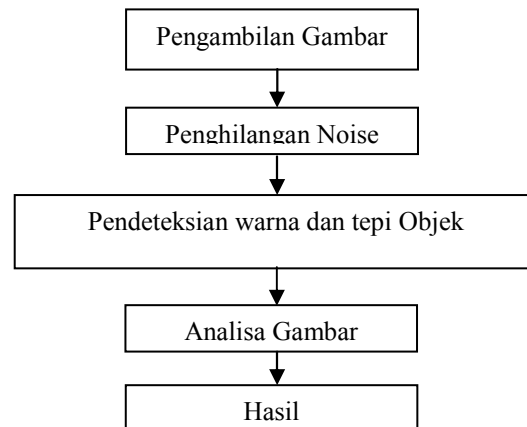 Pengambilan Gambar
Penghilangan Noise
Pendeteksian warna dan tepi Objek
Analisa Gambar
Hasil